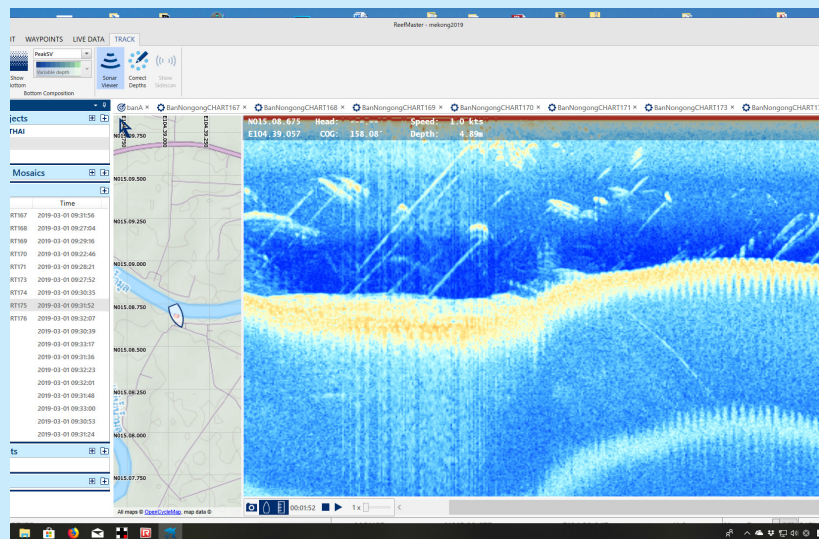 ReefMaster - mekong2019
WAYPOINTS LIVE DATA TRACK
PeakSV
Variable depth
Show
Bottom
Sonar Viewer
Correct Depths
Show Sidescan
Bottom Composition
banA × BanNongongCHART167 × BanNongongCHART168 × BanNongongCHART169 × BanNongongCHART170 × BanNongongCHART171 × BanNongongCHART173 × BanNongongCHART1
jects
THAI
Mosaics
Time
RT167 2019-03-01 09:31:56
RT168 2019-03-01 09:27:04
RT169 2019-03-01 09:29:16
RT170 2019-03-01 09:22:46
RT171 2019-03-01 09:28:21
RT173 2019-03-01 09:27:52
RT174 2019-03-01 09:30:35
RT175 2019-03-01 09:31:52
RT176 2019-03-01 09:32:07
2019-03-01 09:30:39
2019-03-01 09:33:17
2019-03-01 09:31:36
2019-03-01 09:32:23
2019-03-01 09:32:01
2019-03-01 09:31:48
2019-03-01 09:33:00
2019-03-01 09:30:53
2019-03-01 09:31:24
ts
E104.39.000
E104.39.250
N015.09.750
N015.09.500
N015.09.250
N015.09.000
N015.08.750
N015.08.500
N015.08.250
N015.08.000
N015.07.750
All maps © OpenCycleMap, map data ©
N015.08.675 Head: --- -- Speed: 1.0 kts
E104.39.057 COG: 158.08° Depth: 4.89m
00:01:52
1 x